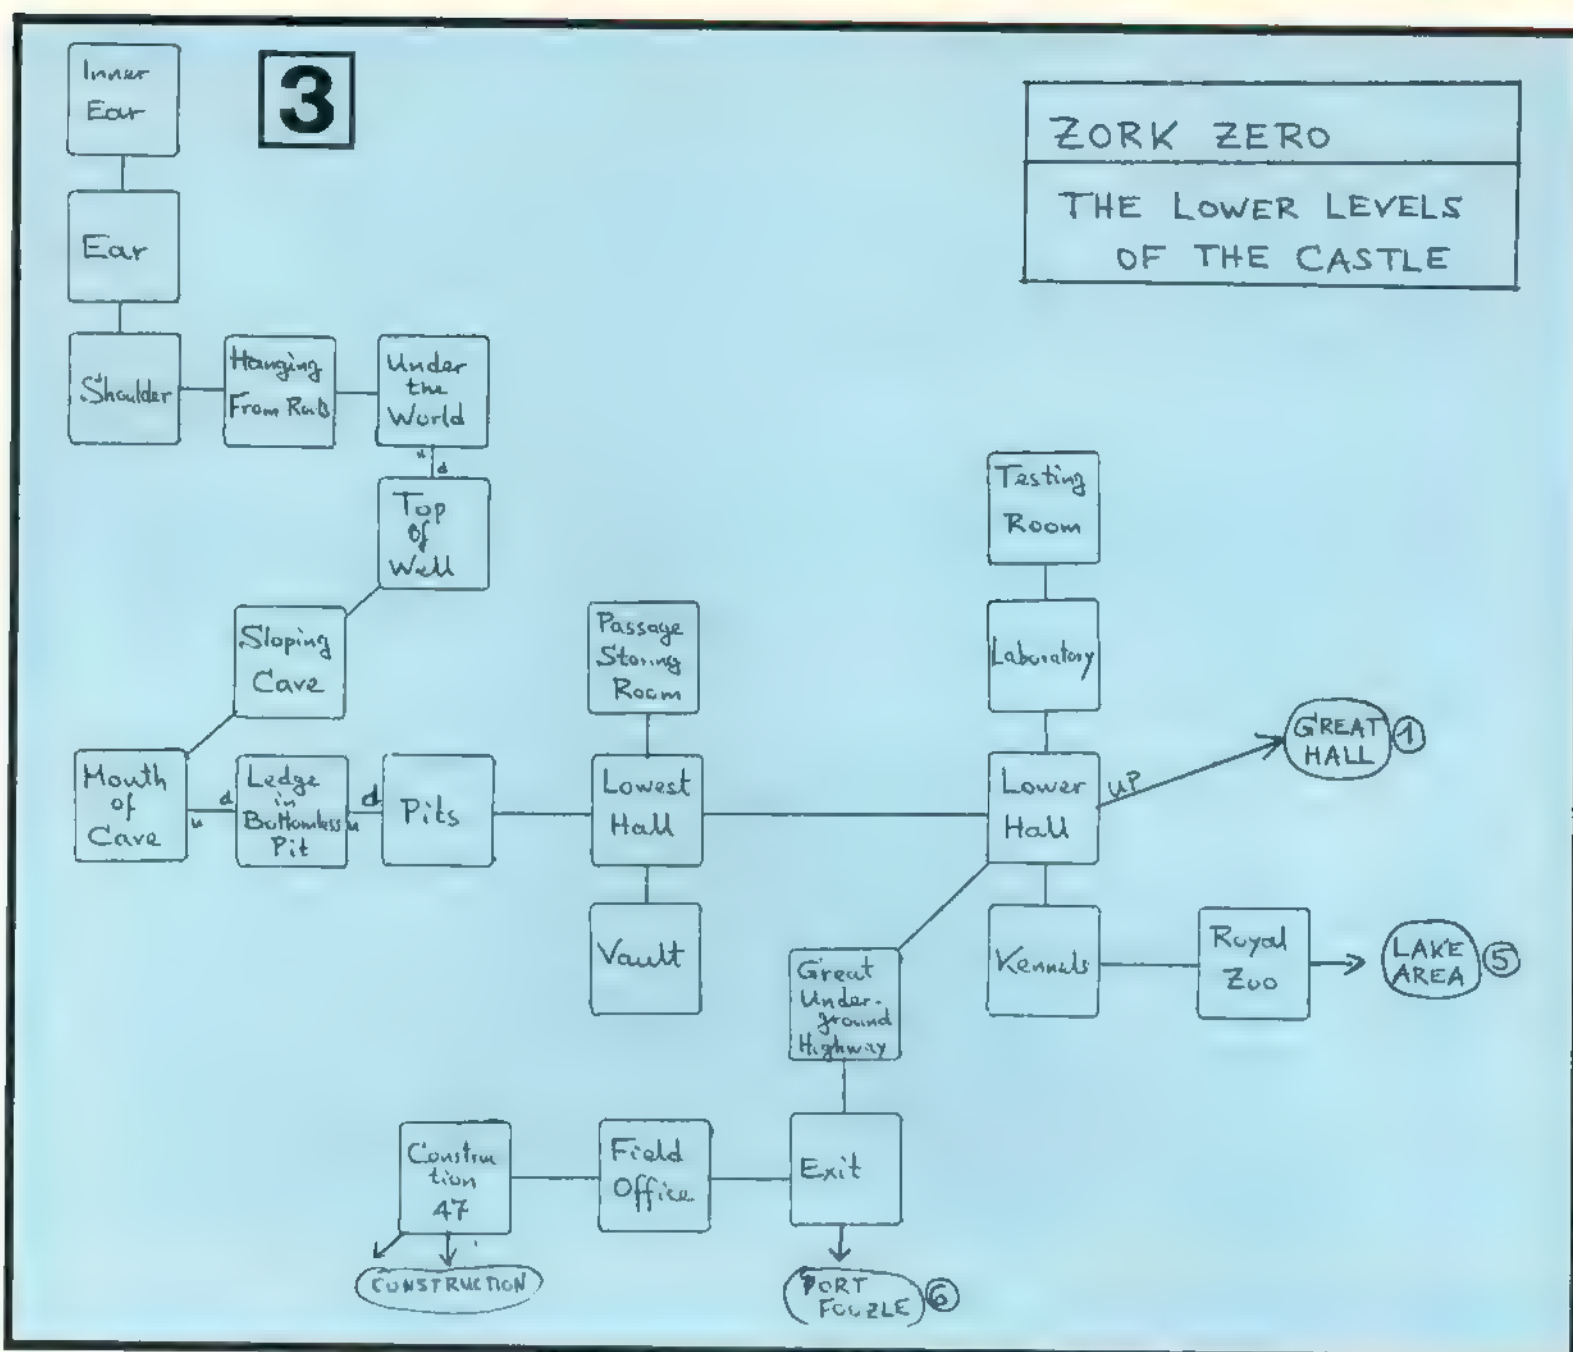 Inner
Ear
3
ZORK ZERO
THE LOWER LEVELS
OF THE CASTLE
Ear
Shoulder
Hanging
From Roots
Under
the
World
u
d
Top
of
Well
Testing
Room
Sloping
Cave
Passage
Storing
Room
Laboratory
GREAT
HALL
1
Mouth
of
Cave
d
u
Ledge
in
Bottomless
Pit
d
u
Pits
Lowest
Hall
Lower
Hall
UP
Vault
Great
Under-
ground
Highway
Kennels
Royal
Zoo
LAKE
AREA
5
Constru
tion
47
Field
Office
Exit
CONSTRUCTION
PORT
FOOZLE
6